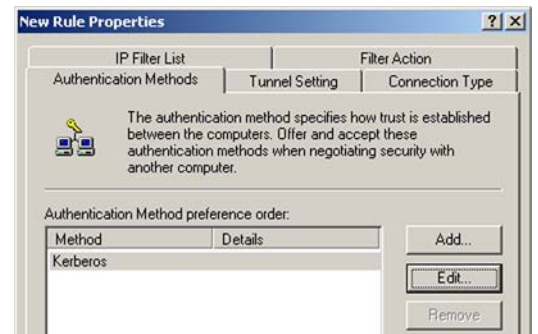 New Rule Properties
IP Filter List
Filter Action
Authentication Methods
Tunnel Setting
Connection Type
The authentication method specifies how trust is established
between the computers. Offer and accept these
authentication methods when negotiating security with
another computer.
Authentication Method preference order:
Method
Details
Add...
Kerberos
Edit...
Remove